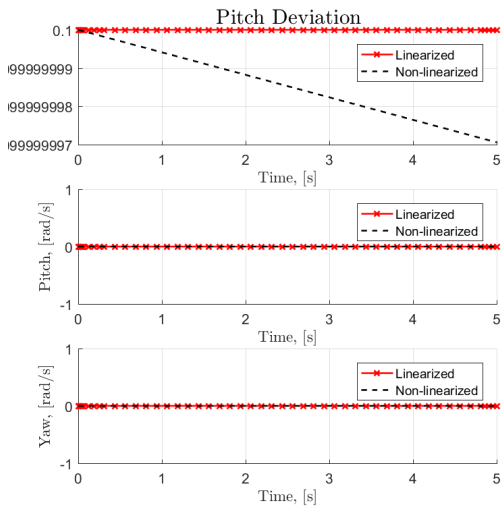 Pitch Deviation
0.1
Linearized
Non-linearized
0 1 2 3 4 5
Time, [s]
1
0
-1
Pitch, [rad/s]
Linearized
Non-linearized
0 1 2 3 4 5
Time, [s]
1
0
-1
Yaw, [rad/s]
Linearized
Non-linearized
0 1 2 3 4 5
Time, [s]